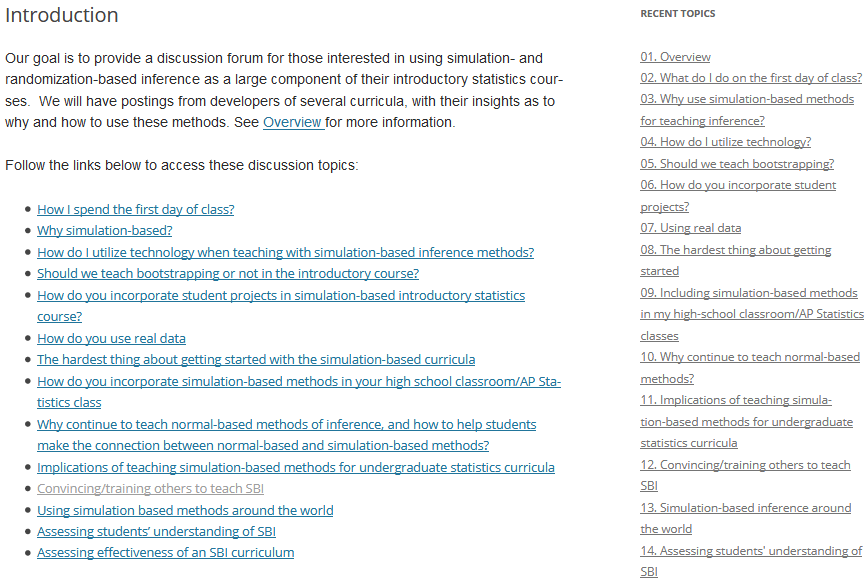 Introduction
Our goal is to provide a discussion forum for those interested in using simulation- and
randomization-based inference as a large component of their introductory statistics cour-
ses.  We will have postings from developers of several curricula, with their insights as to
why and how to use these methods. See Overview for more information.
Follow the links below to access these discussion topics:
How I spend the first day of class?
Why simulation-based?
How do I utilize technology when teaching with simulation-based inference methods?
Should we teach bootstrapping or not in the introductory course?
How do you incorporate student projects in simulation-based introductory statistics
course?
How do you use real data
The hardest thing about getting started with the simulation-based curricula
How do you incorporate simulation-based methods in your high school classroom/AP Sta-
tistics class
Why continue to teach normal-based methods of inference, and how to help students
make the connection between normal-based and simulation-based methods?
Implications of teaching simulation-based methods for undergraduate statistics curricula
Convincing/training others to teach SBI
Using simulation based methods around the world
Assessing students’ understanding of SBI
Assessing effectiveness of an SBI curriculum
RECENT TOPICS
01. Overview
02. What do I do on the first day of class?
03. Why use simulation-based methods
for teaching inference?
04. How do I utilize technology?
05. Should we teach bootstrapping?
06. How do you incorporate student
projects?
07. Using real data
08. The hardest thing about getting
started
09. Including simulation-based methods
in my high-school classroom/AP Statistics
classes
10. Why continue to teach normal-based
methods?
11. Implications of teaching simula-
tion-based methods for undergraduate
statistics curricula
12. Convincing/training others to teach
SBI
13. Simulation-based inference around
the world
14. Assessing students’ understanding of
SBI